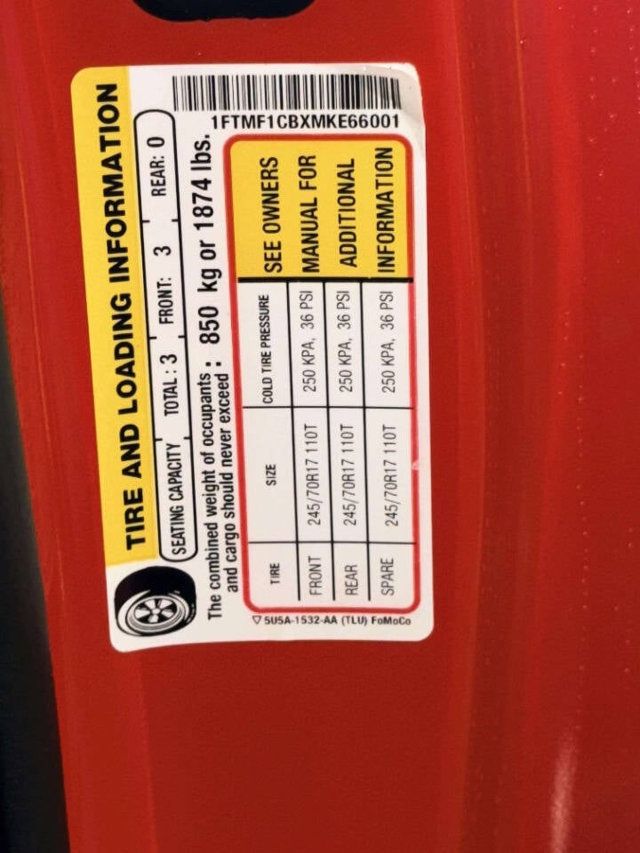 1FTMF1CBXMKE66001
TIRE AND LOADING INFORMATION
SEATING CAPACITY TOTAL : 3 FRONT: 3 REAR: 0
The combined weight of occupants : 850 kg or 1874 lbs.
and cargo should never exceed :
TIRE SIZE COLD TIRE PRESSURE
FRONT 245/70R17 110T 250 KPA, 36 PSI
REAR 245/70R17 110T 250 KPA, 36 PSI
SPARE 245/70R17 110T 250 KPA, 36 PSI
SEE OWNERS
MANUAL FOR
ADDITIONAL
INFORMATION
5U5A-1532-AA (TLU) FoMoCo